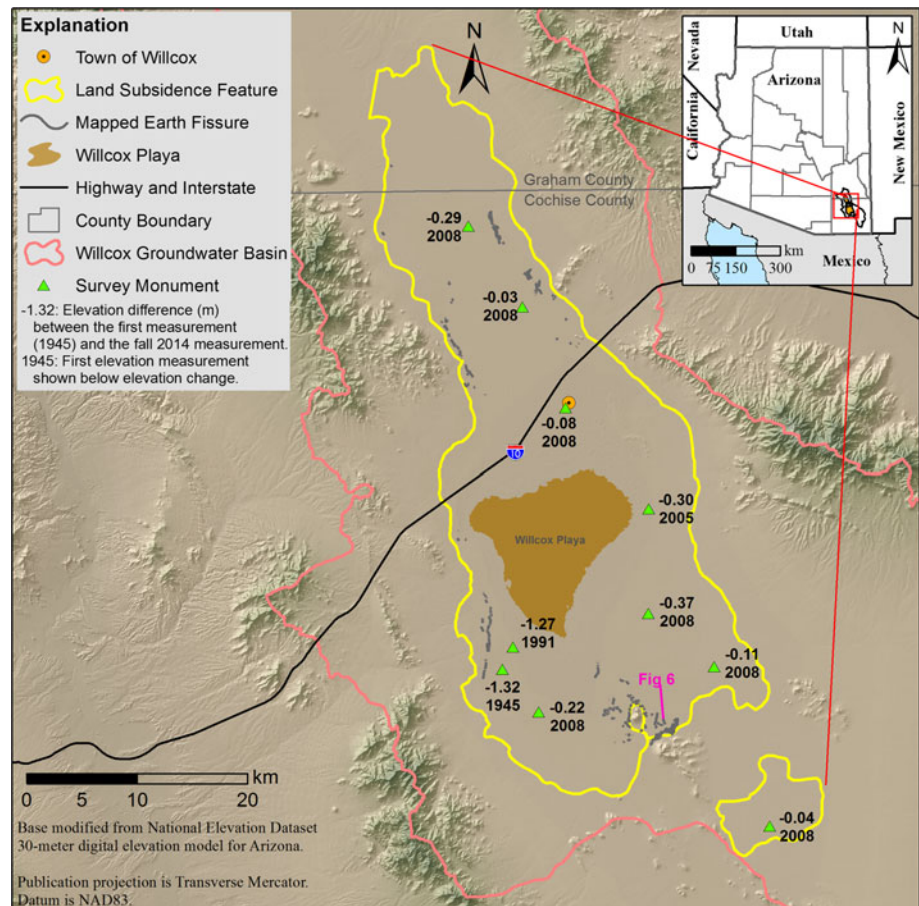 Explanation
Town of Willcox
Land Subsidence Feature
Mapped Earth Fissure
Willcox Playa
Highway and Interstate
County Boundary
Willcox Groundwater Basin
Survey Monument
-1.32: Elevation difference (m)
between the first measurement
(1945) and the fall 2014 measurement.
1945: First elevation measurement
shown below elevation change.
N
Nevada
Utah
California
Arizona
New Mexico
Mexico
km
0 75 150 300
Graham County
Cochise County
-0.29
2008
-0.03
2008
-0.08
2008
10
-0.30
2005
Willcox Playa
-0.37
2008
-1.27
1991
-0.11
2008
-1.32
1945
Fig 6
-0.22
2008
-0.04
2008
km
0 5 10 20
Base modified from National Elevation Dataset
30-meter digital elevation model for Arizona.
Publication projection is Transverse Mercator.
Datum is NAD83.